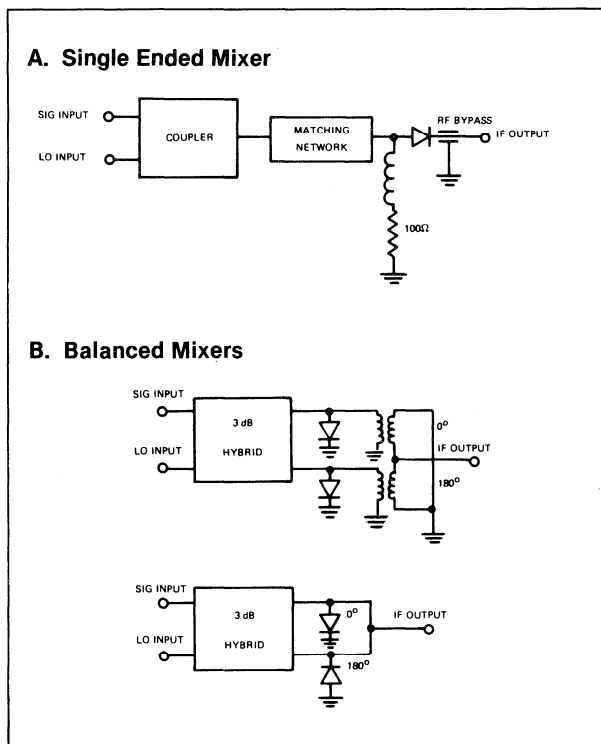 A. Single Ended Mixer
SIG INPUT
LO INPUT
COUPLER
MATCHING
NETWORK
RF BYPASS
IF OUTPUT
100Ω
B. Balanced Mixers
SIG INPUT
LO INPUT
3 dB
HYBRID
0°
IF OUTPUT
180°
SIG INPUT
LO INPUT
3 dB
HYBRID
0°
180°
IF OUTPUT